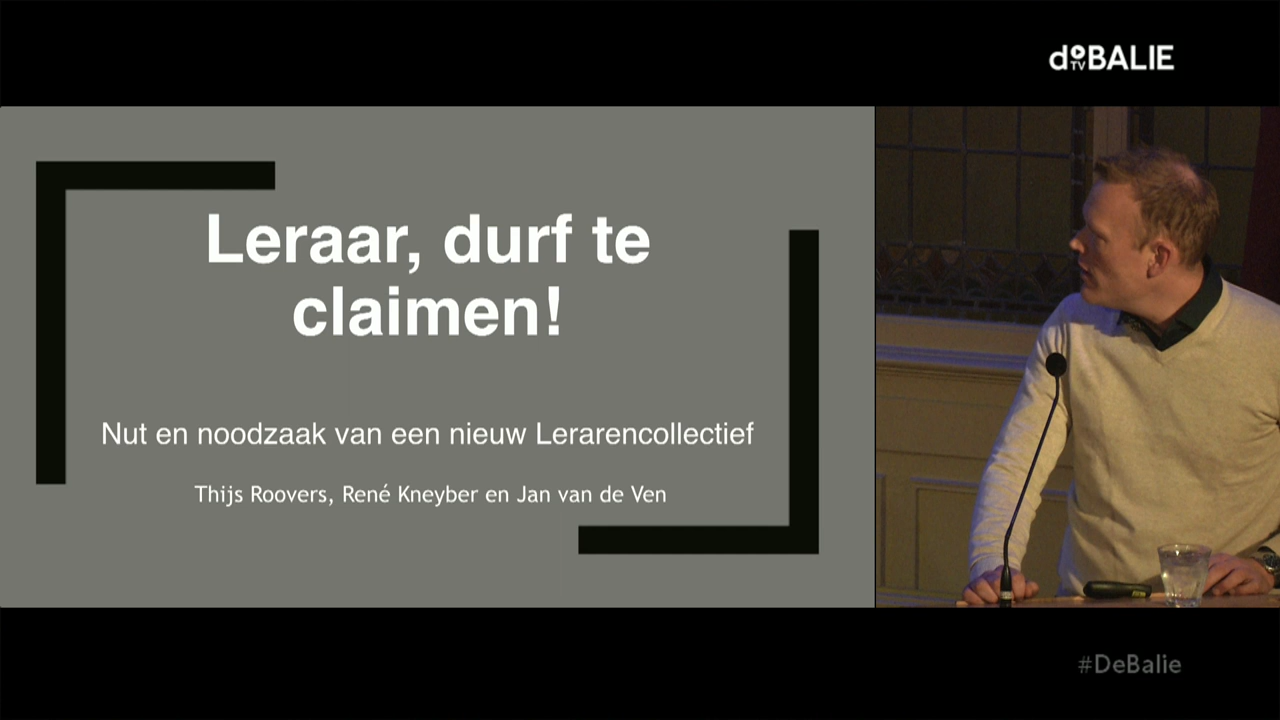 de BALIE
TV
Leraar, durf te
claimen!
Nut en noodzaak van een nieuw Lerarencollectief
Thijs Roovers, René Kneyber en Jan van de Ven
#DeBalie